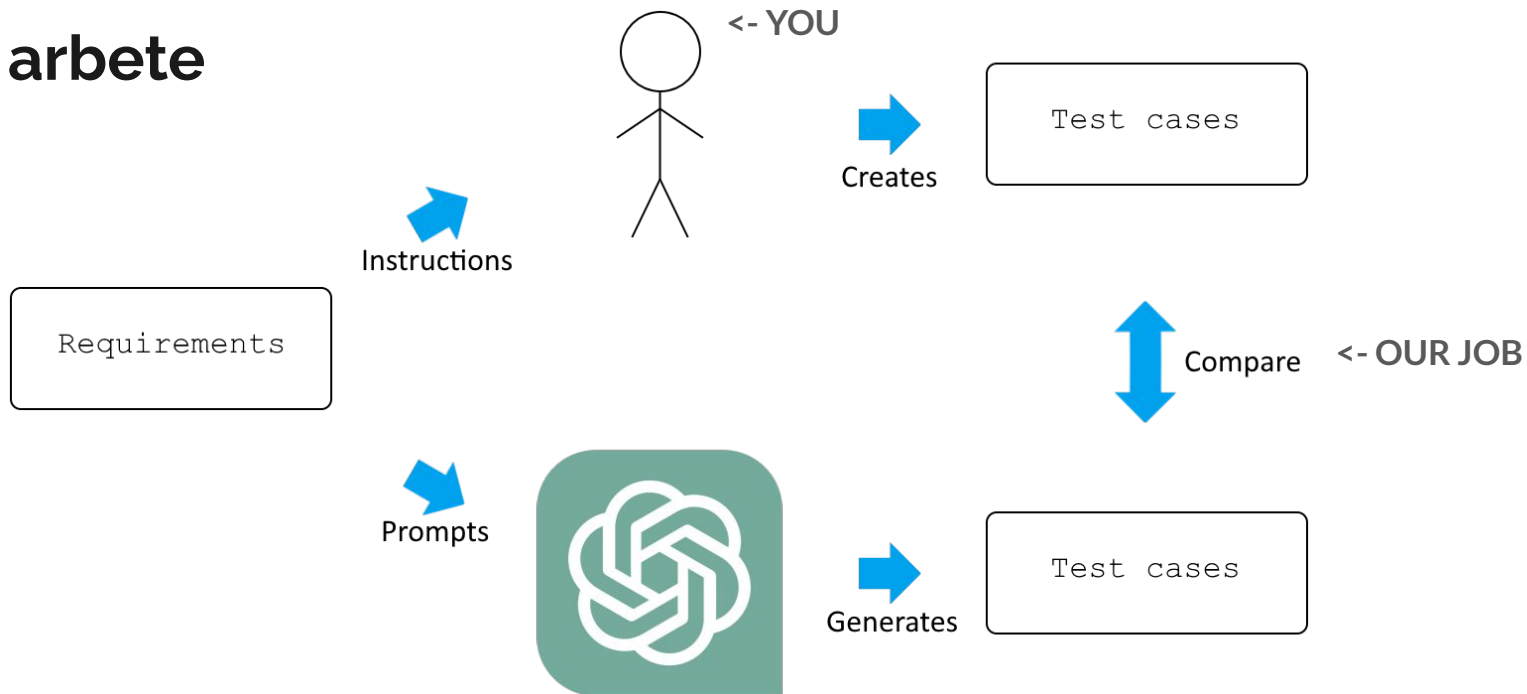 arbete
<- YOU
Test cases
Creates
Instructions
Requirements
Compare
<- OUR JOB
Prompts
Test cases
Generates